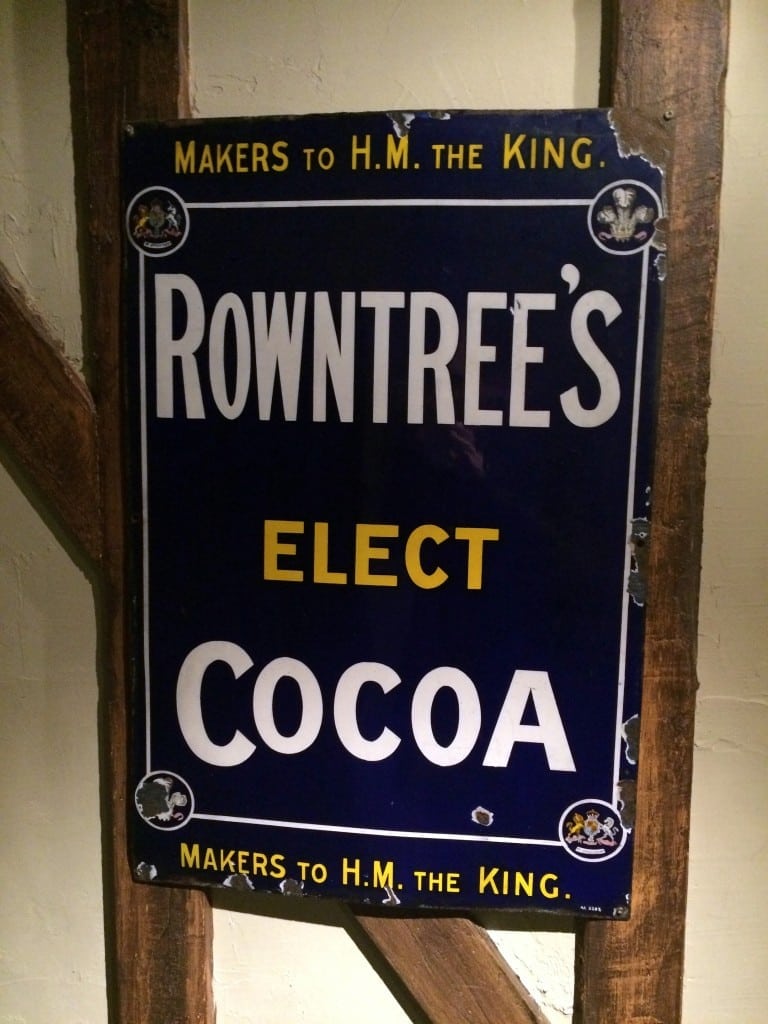 MAKERS TO H.M. THE KING.
ROWNTREE'S
ELECT
COCOA
MAKERS TO H.M. THE KING.